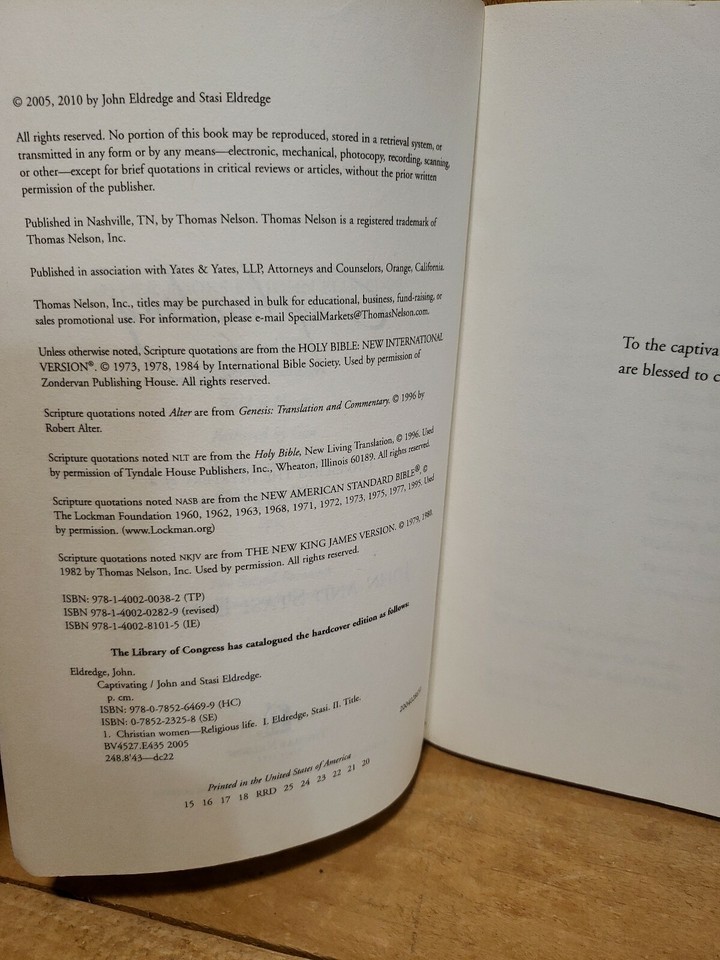 © 2005, 2010 by John Eldredge and Stasi Eldredge
All rights reserved. No portion of this book may be reproduced, stored in a retrieval system, or
transmitted in any form or by any means—electronic, mechanical, photocopy, recording, scanning,
or other—except for brief quotations in critical reviews or articles, without the prior written
permission of the publisher.
Published in Nashville, TN, by Thomas Nelson. Thomas Nelson is a registered trademark of
Thomas Nelson, Inc.
Published in association with Yates & Yates, LLP, Attorneys and Counselors, Orange, California.
Thomas Nelson, Inc., titles may be purchased in bulk for educational, business, fund-raising, or
sales promotional use. For information, please e-mail SpecialMarkets@ThomasNelson.com.
Unless otherwise noted, Scripture quotations are from the HOLY BIBLE: NEW INTERNATIONAL
VERSION®. © 1973, 1978, 1984 by International Bible Society. Used by permission of
Zondervan Publishing House. All rights reserved.
Scripture quotations noted Alter are from Genesis: Translation and Commentary. © 1996 by
Robert Alter.
Scripture quotations noted NLT are from the Holy Bible, New Living Translation, © 1996. Used
by permission of Tyndale House Publishers, Inc., Wheaton, Illinois 60189. All rights reserved.
Scripture quotations noted NASB are from the NEW AMERICAN STANDARD BIBLE®, ©
The Lockman Foundation 1960, 1962, 1963, 1968, 1971, 1972, 1973, 1975, 1977, 1995. Used
by permission. (www.Lockman.org)
Scripture quotations noted NKJV are from THE NEW KING JAMES VERSION. © 1979, 1980,
1982 by Thomas Nelson, Inc. Used by permission. All rights reserved.
ISBN: 978-1-4002-0038-2 (TP)
ISBN 978-1-4002-0282-9 (revised)
ISBN 978-1-4002-8101-5 (IE)
The Library of Congress has catalogued the hardcover edition as follows:
Eldredge, John.
Captivating / John and Stasi Eldredge.
p. cm.
ISBN: 978-0-7852-6469-9 (HC)
ISBN: 0-7852-2325-8 (SE)
1. Christian women—Religious life. I. Eldredge, Stasi. II. Title.
BV4527.E435 2005
248.8'43—dc22
Printed in the United States of America
15 16 17 18 RRD 25 24 23 22 21 20
To the captiva
are blessed to c